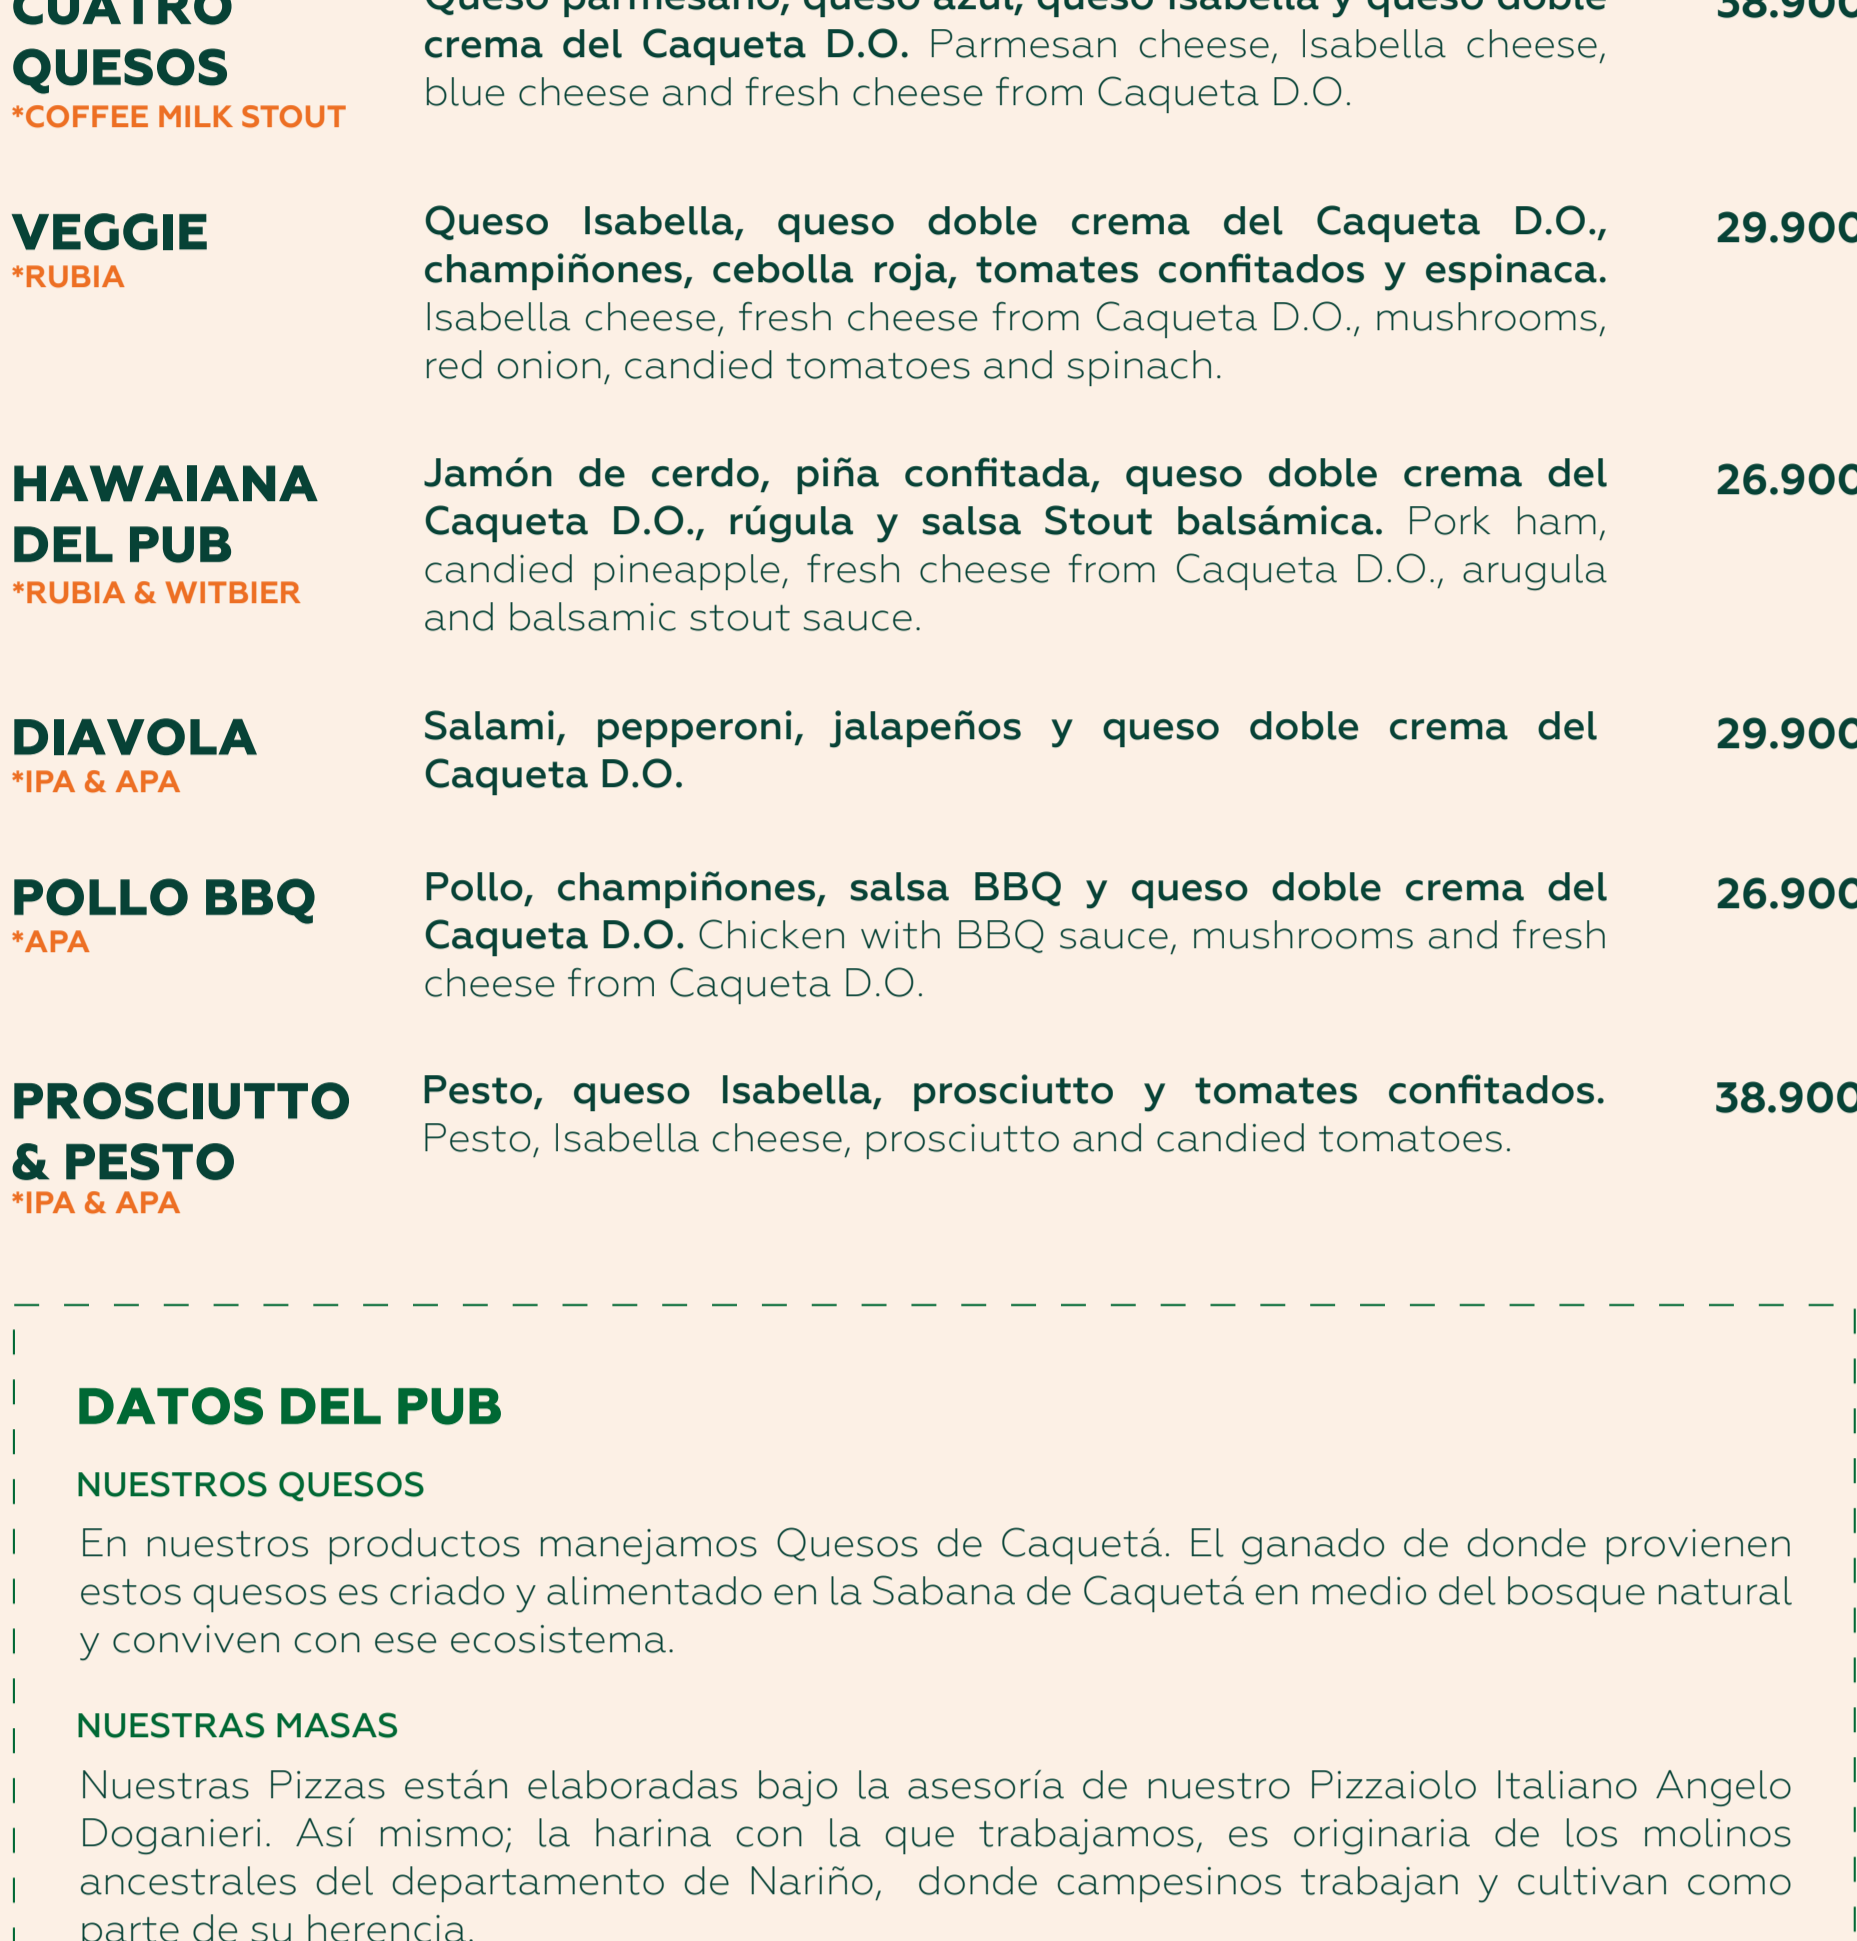 CUATRO
QUESOS
*COFFEE MILK STOUT
Queso parmesano, queso azul, queso Isabella y queso doble
crema del Caqueta D.O. Parmesan cheese, Isabella cheese,
blue cheese and fresh cheese from Caqueta D.O.
38.900
VEGGIE
*RUBIA
Queso Isabella, queso doble crema del Caqueta D.O.,
champiñones, cebolla roja, tomates confitados y espinaca.
Isabella cheese, fresh cheese from Caqueta D.O., mushrooms,
red onion, candied tomatoes and spinach.
29.900
HAWAIANA
DEL PUB
*RUBIA & WITBIER
Jamón de cerdo, piña confitada, queso doble crema del
Caqueta D.O., rúgula y salsa Stout balsámica. Pork ham,
candied pineapple, fresh cheese from Caqueta D.O., arugula
and balsamic stout sauce.
26.900
DIAVOLA
*IPA & APA
Salami, pepperoni, jalapeños y queso doble crema del
Caqueta D.O.
29.900
POLLO BBQ
*APA
Pollo, champiñones, salsa BBQ y queso doble crema del
Caqueta D.O. Chicken with BBQ sauce, mushrooms and fresh
cheese from Caqueta D.O.
26.900
PROSCIUTTO
& PESTO
*IPA & APA
Pesto, queso Isabella, prosciutto y tomates confitados.
Pesto, Isabella cheese, prosciutto and candied tomatoes.
38.900
DATOS DEL PUB
NUESTROS QUESOS
En nuestros productos manejamos Quesos de Caquetá. El ganado de donde provienen
estos quesos es criado y alimentado en la Sabana de Caquetá en medio del bosque natural
y conviven con ese ecosistema.
NUESTRAS MASAS
Nuestras Pizzas están elaboradas bajo la asesoría de nuestro Pizzaiolo Italiano Angelo
Doganieri. Así mismo; la harina con la que trabajamos, es originaria de los molinos
ancestrales del departamento de Nariño, donde campesinos trabajan y cultivan como
parte de su herencia.